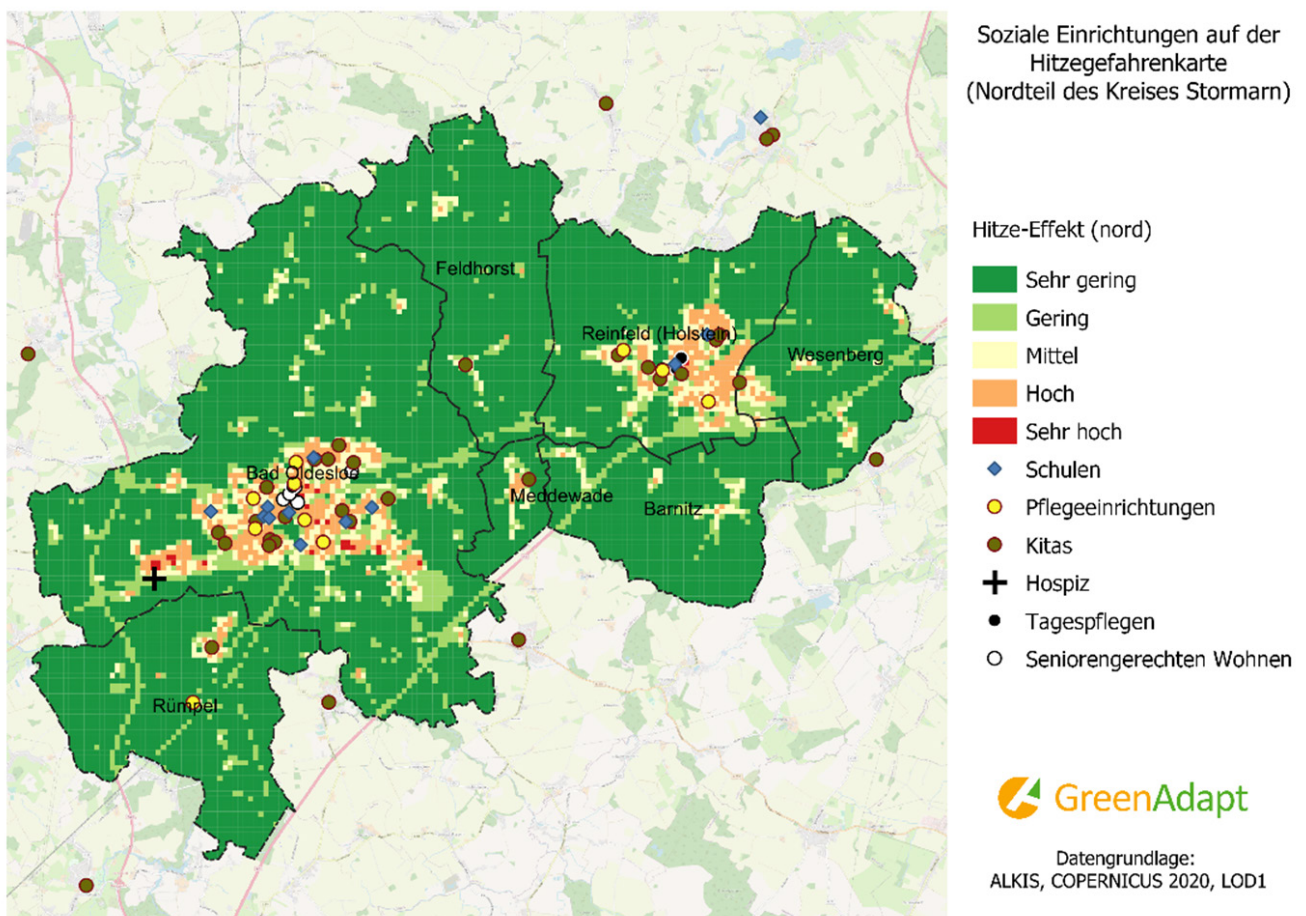 Soziale Einrichtungen auf der
Hitzegefahrenkarte
(Nordteil des Kreises Stormarn)
Hitze-Effekt (nord)
Sehr gering
Gering
Mittel
Hoch
Sehr hoch
Schulen
Pflegeeinrichtungen
Kitas
Hospiz
Tagespflegen
Seniorengerechten Wohnen
Feldhorst
Reinfeld (Holstein)
Wesenberg
Bad Oldesloe
Meddewade
Barnitz
Rümpel
GreenAdapt
Datengrundlage:
ALKIS, COPERNICUS 2020, LOD1